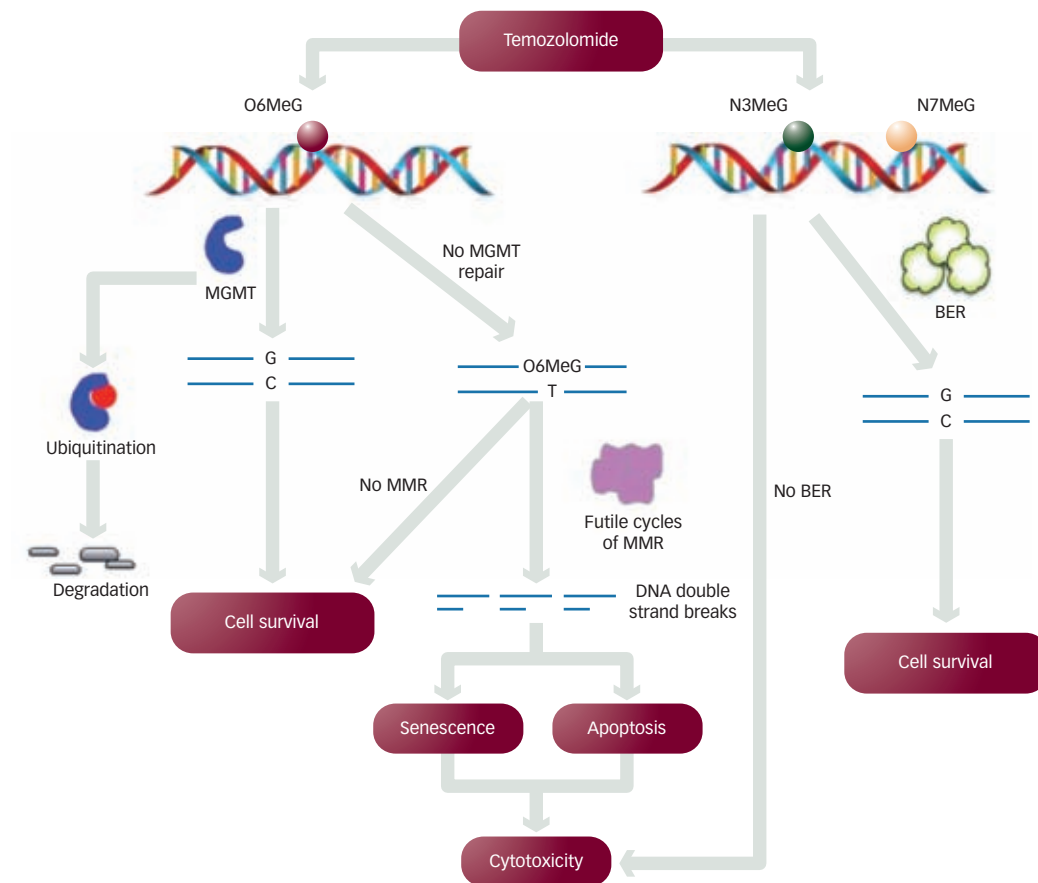 Temozolomide
O6MeG
N3MeG
N7MeG
MGMT
No MGMT
repair
BER
G
C
O6MeG
T
G
C
Ubiquitination
No MMR
Futile cycles
of MMR
No BER
Degradation
DNA double
strand breaks
Cell survival
Cell survival
Senescence
Apoptosis
Cytotoxicity